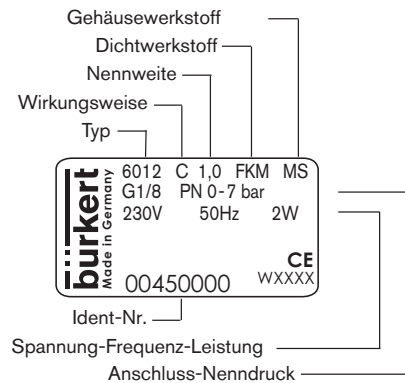 Gehäusewerkstoff
Dichtwerkstoff
Nennweite
Wirkungsweise
Typ
bürkert
Made in Germany
6012 C 1,0 FKM MS
G1/8 PN 0-7 bar
230V 50Hz 2W
CE
00450000 WXXXX
Ident-Nr.
Spannung-Frequenz-Leistung
Anschluss-Nenndruck